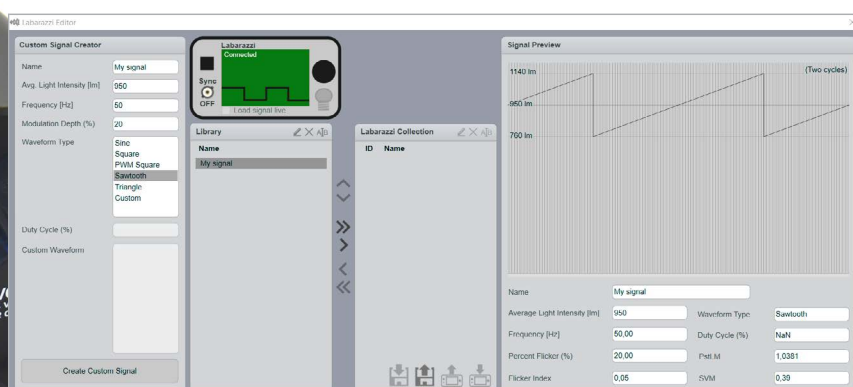 Labarazzi Editor
Custom Signal Creator
Name My signal
Avg. Light Intensity [lm] 950
Frequency [Hz] 50
Modulation Depth (%) 20
Waveform Type
Sine
Square
PWM Square
Sawtooth
Triangle
Custom
Duty Cycle (%)
Custom Waveform
Create Custom Signal
Labarazzi
Connected
Sync
OFF
Load signal live
Library
Name
My signal
Labarazzi Collection
ID Name
Signal Preview
1140 lm
(Two cycles)
950 lm
760 lm
Name My signal
Average Light Intensity [lm] 950 Waveform Type Sawtooth
Frequency [Hz] 50,00 Duty Cycle (%) NaN
Percent Flicker (%) 20,00 PstLM 1,0381
Flicker Index 0,05 SVM 0,39